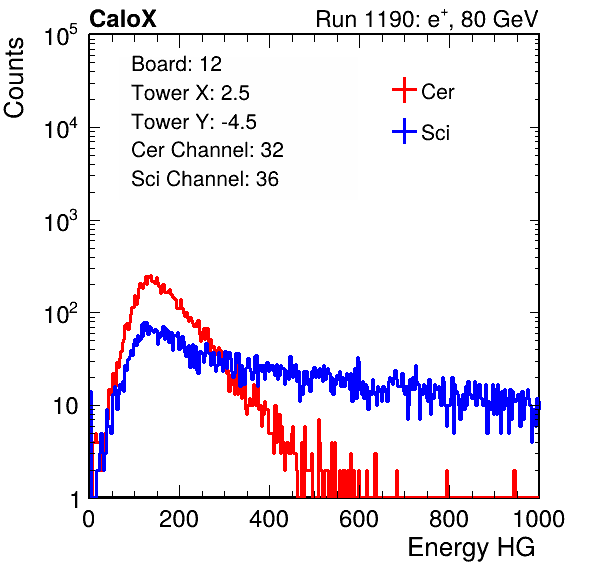 CaloX Run 1190: e⁺, 80 GeV
Counts
10⁵
10⁴
10³
10²
10
1
Board: 12
Tower X: 2.5
Tower Y: -4.5
Cer Channel: 32
Sci Channel: 36
Cer
Sci
0 200 400 600 800 1000
Energy HG